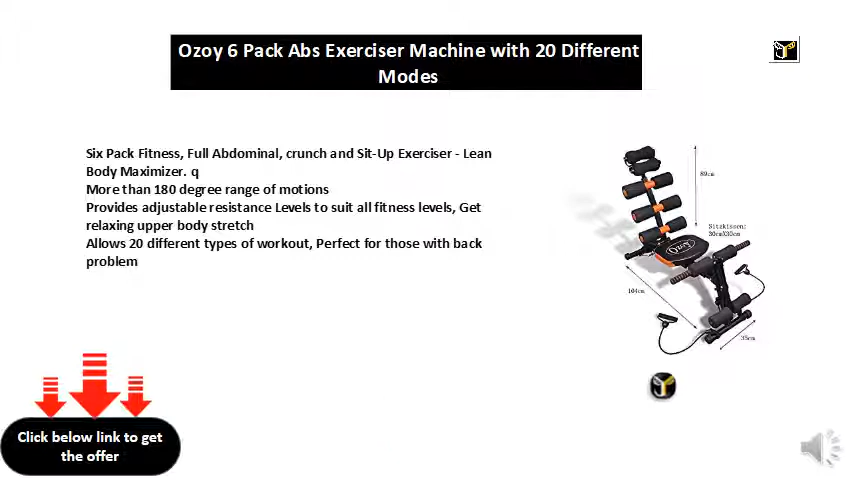 Ozoy 6 Pack Abs Exerciser Machine with 20 Different
Modes
Six Pack Fitness, Full Abdominal, crunch and Sit-Up Exerciser - Lean
Body Maximizer. q
More than 180 degree range of motions
Provides adjustable resistance Levels to suit all fitness levels, Get
relaxing upper body stretch
Allows 20 different types of workout, Perfect for those with back
problem
89cm
Sitzkissen:
30cmX30cm
Ozoy
104cm
35cm
Click below link to get
the offer